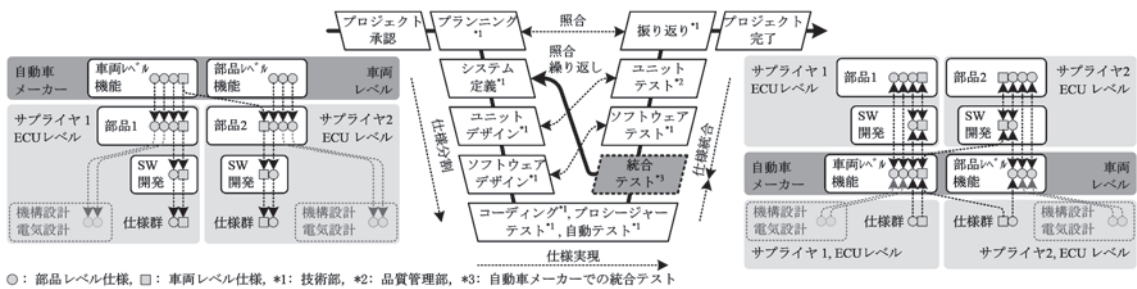 プロジェクト
承認
プランニング
*1
照合
振り返り*1
プロジェクト
完了
自動車
メーカー
車両レベル
機能
部品レベル
機能
車両
レベル
サプライヤ1
ECUレベル
部品1
部品2
サプライヤ2
ECUレベル
SW
開発
SW
開発
機構設計
電気設計
仕様群
仕様群
機構設計
電気設計
仕様分解
システム
定義*1
照合
繰り返し
ユニット
テスト*2
ユニット
デザイン*1
ソフトウェア
テスト*1
ソフトウェア
デザイン*1
統合
テスト*3
コーディング*1, プロシージャー
テスト*1, 自動テスト*1
仕様実現
仕様統合
サプライヤ1
ECUレベル
部品1
部品2
サプライヤ2
ECUレベル
SW
開発
SW
開発
自動車
メーカー
車両レベル
機能
部品レベル
機能
車両
レベル
機構設計
電気設計
仕様群
仕様群
機構設計
電気設計
サプライヤ1, ECUレベル
サプライヤ2, ECU レベル
○: 部品レベル仕様, □: 車両レベル仕様, *1: 技術部, *2: 品質管理部, *3: 自動車メーカーでの統合テスト